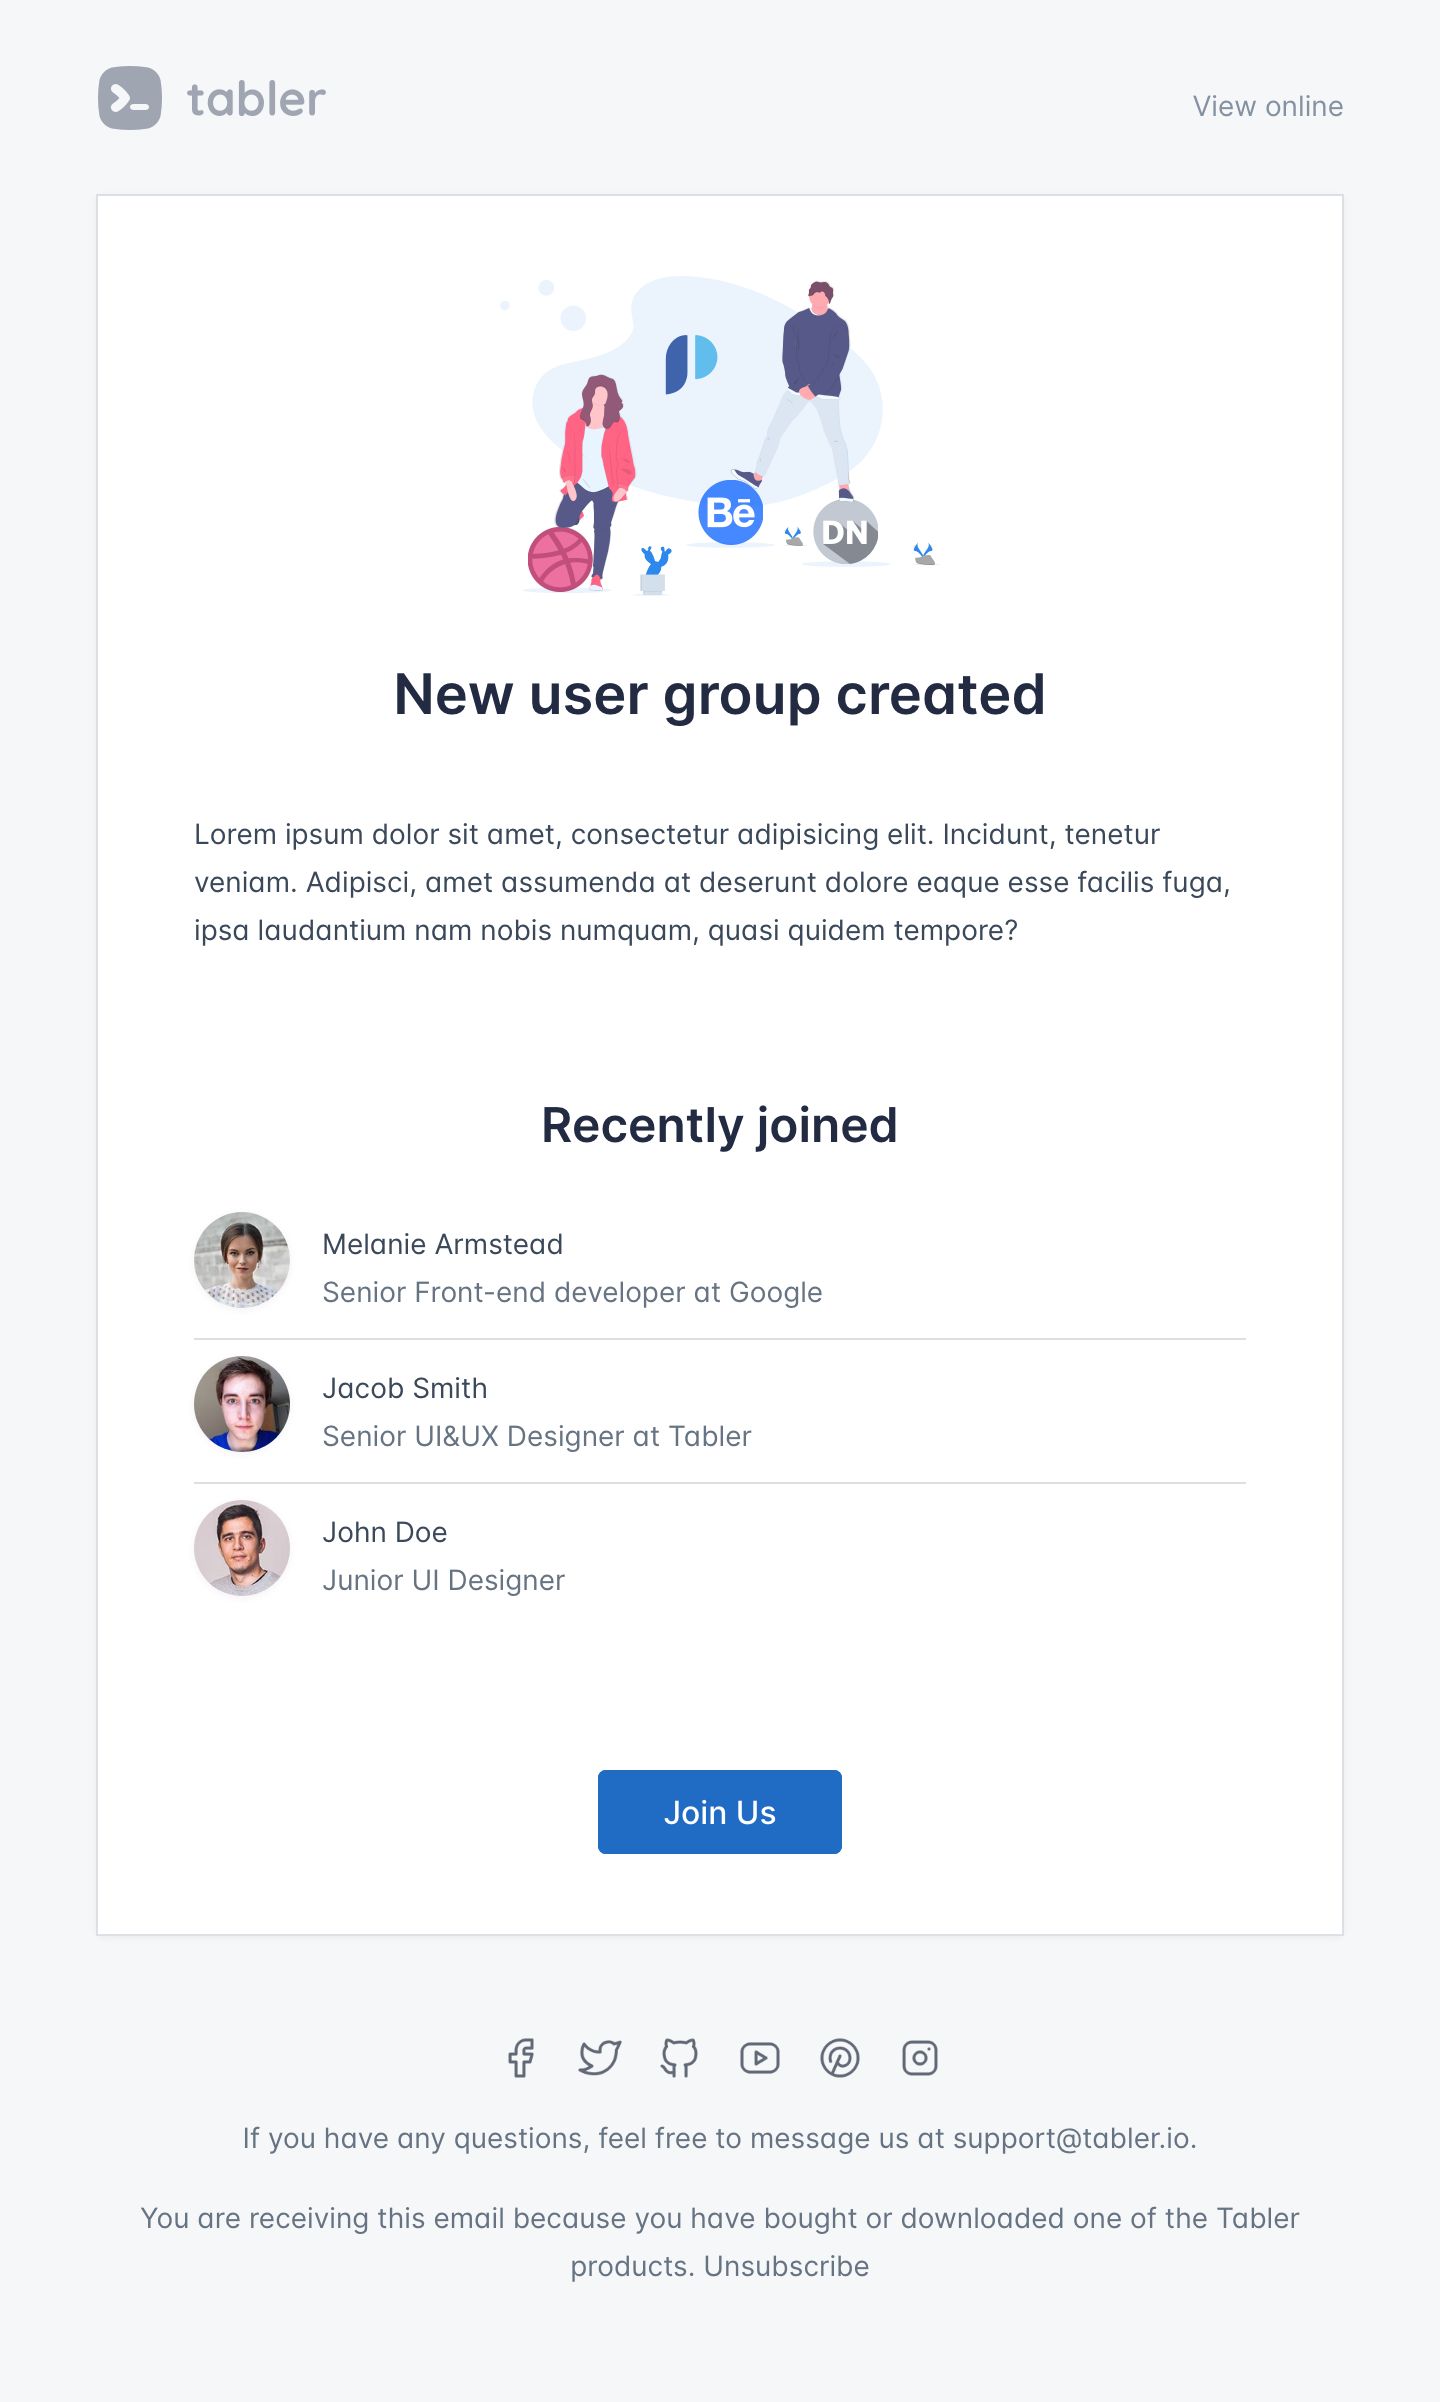 tabler
View online
Bē
DN
New user group created
Lorem ipsum dolor sit amet, consectetur adipisicing elit. Incidunt, tenetur
veniam. Adipisci, amet assumenda at deserunt dolore eaque esse facilis fuga,
ipsa laudantium nam nobis numquam, quasi quidem tempore?
Recently joined
Melanie Armstead
Senior Front-end developer at Google
Jacob Smith
Senior UI&UX Designer at Tabler
John Doe
Junior UI Designer
Join Us
If you have any questions, feel free to message us at support@tabler.io.
You are receiving this email because you have bought or downloaded one of the Tabler
products. Unsubscribe